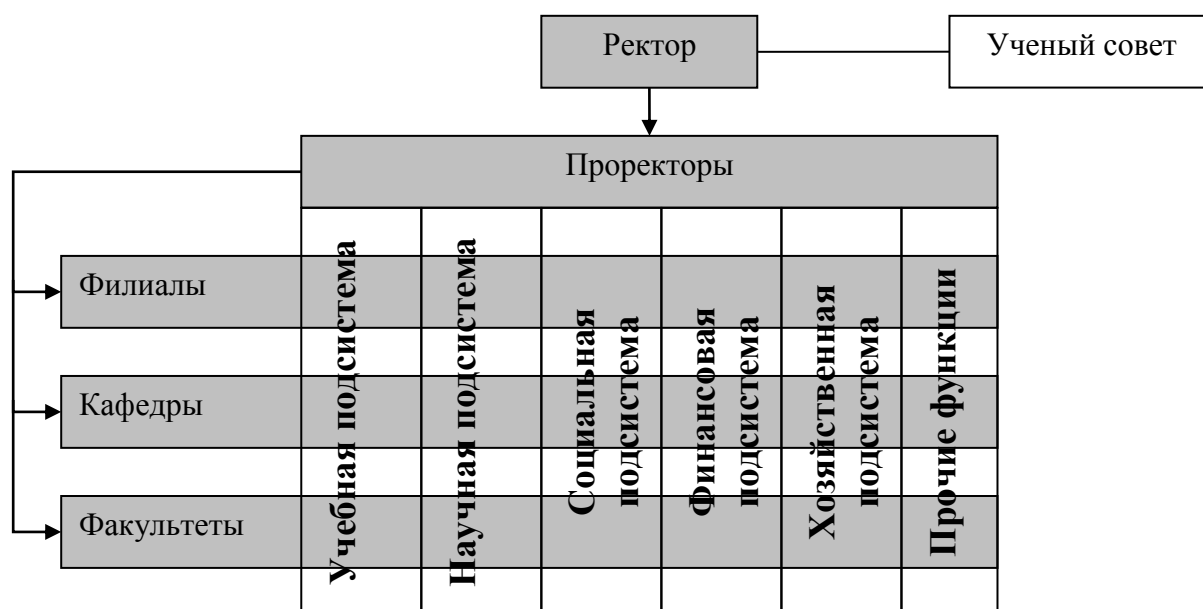 Ректор
Ученый совет
Проректоры
Филиалы
Кафедры
Факультеты
Учебная подсистема
Научная подсистема
Социальная
подсистема
Финансовая
подсистема
Хозяйственная
подсистема
Прочие функции